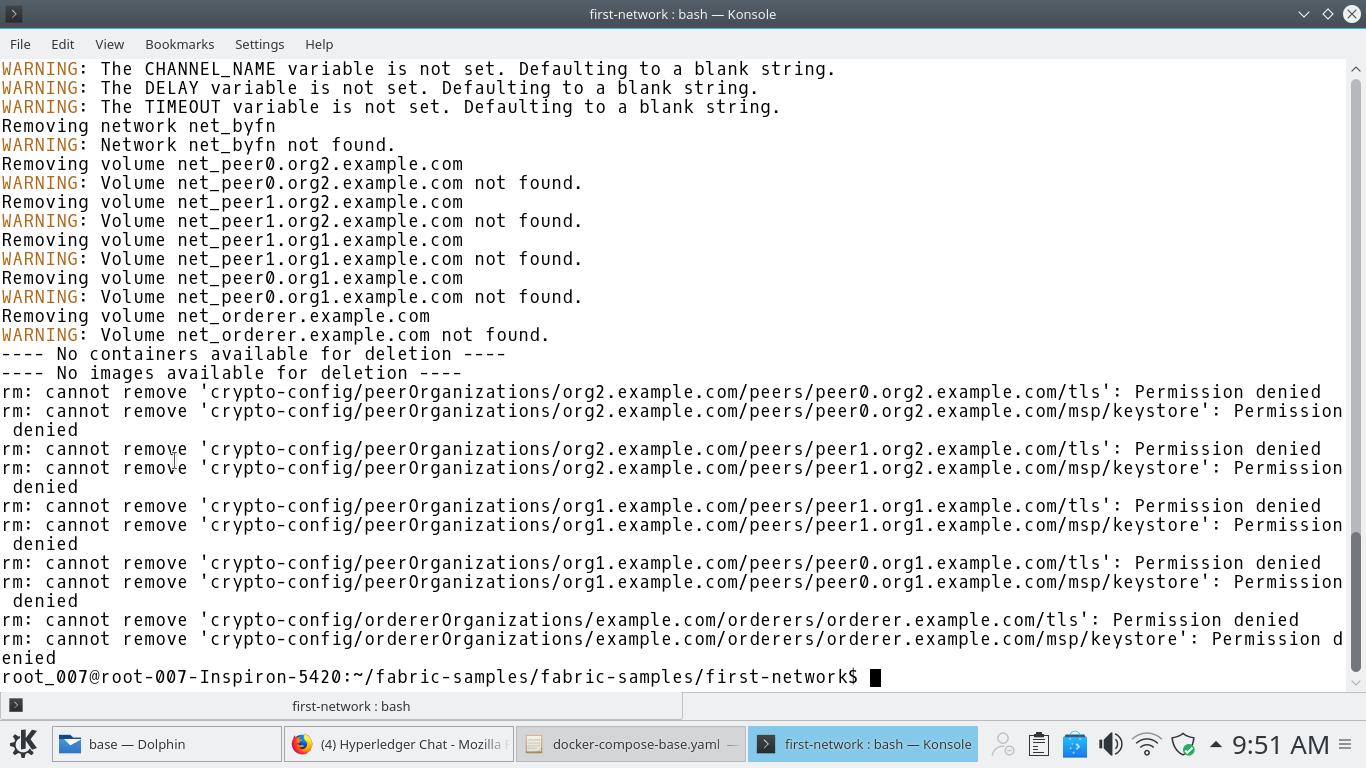 first-network : bash — Konsole
File Edit View Bookmarks Settings Help
WARNING: The CHANNEL_NAME variable is not set. Defaulting to a blank string.
WARNING: The DELAY variable is not set. Defaulting to a blank string.
WARNING: The TIMEOUT variable is not set. Defaulting to a blank string.
Removing network net_byfn
WARNING: Network net_byfn not found.
Removing volume net_peer0.org2.example.com
WARNING: Volume net_peer0.org2.example.com not found.
Removing volume net_peer1.org2.example.com
WARNING: Volume net_peer1.org2.example.com not found.
Removing volume net_peer1.org1.example.com
WARNING: Volume net_peer1.org1.example.com not found.
Removing volume net_peer0.org1.example.com
WARNING: Volume net_peer0.org1.example.com not found.
Removing volume net_orderer.example.com
WARNING: Volume net_orderer.example.com not found.
---- No containers available for deletion ----
---- No images available for deletion ----
rm: cannot remove 'crypto-config/peerOrganizations/org2.example.com/peers/peer0.org2.example.com/tls': Permission denied
rm: cannot remove 'crypto-config/peerOrganizations/org2.example.com/peers/peer0.org2.example.com/msp/keystore': Permission
denied
rm: cannot remove 'crypto-config/peerOrganizations/org2.example.com/peers/peer1.org2.example.com/tls': Permission denied
rm: cannot remove 'crypto-config/peerOrganizations/org2.example.com/peers/peer1.org2.example.com/msp/keystore': Permission
denied
rm: cannot remove 'crypto-config/peerOrganizations/org1.example.com/peers/peer1.org1.example.com/tls': Permission denied
rm: cannot remove 'crypto-config/peerOrganizations/org1.example.com/peers/peer1.org1.example.com/msp/keystore': Permission
denied
rm: cannot remove 'crypto-config/peerOrganizations/org1.example.com/peers/peer0.org1.example.com/tls': Permission denied
rm: cannot remove 'crypto-config/peerOrganizations/org1.example.com/peers/peer0.org1.example.com/msp/keystore': Permission
denied
rm: cannot remove 'crypto-config/ordererOrganizations/example.com/orderers/orderer.example.com/tls': Permission denied
rm: cannot remove 'crypto-config/ordererOrganizations/example.com/orderers/orderer.example.com/msp/keystore': Permission d
enied
root_007@root-007-Inspiron-5420:~/fabric-samples/fabric-samples/first-network$
first-network : bash
base — Dolphin (4) Hyperledger Chat - Mozilla F docker-compose-base.yaml — first-network : bash — Konsole 9:51 AM